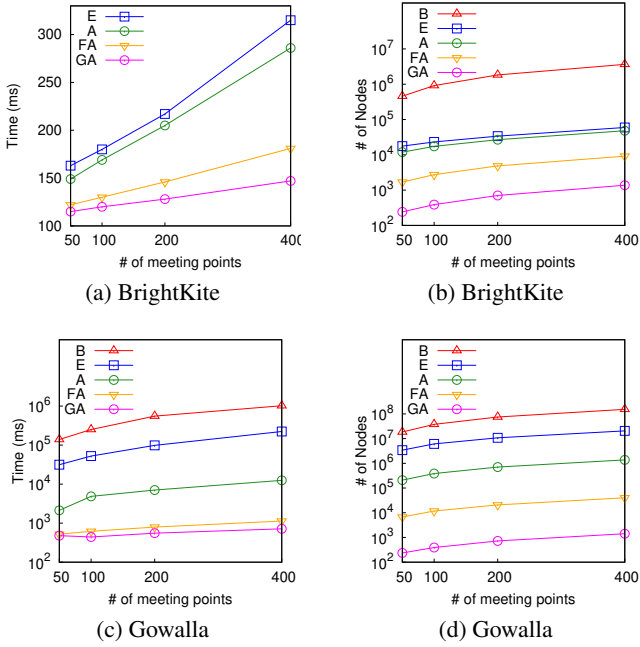 E
A
FA
GA
300
250
200
150
100
Time (ms)
50 100 200 400
# of meeting points
(a) BrightKite
B
E
A
FA
GA
10^7
10^6
10^5
10^4
10^3
10^2
# of Nodes
50 100 200 400
# of meeting points
(b) BrightKite
B
E
A
FA
GA
10^6
10^5
10^4
10^3
10^2
Time (ms)
50 100 200 400
# of meeting points
(c) Gowalla
B
E
A
FA
GA
10^8
10^7
10^6
10^5
10^4
10^3
10^2
# of Nodes
50 100 200 400
# of meeting points
(d) Gowalla